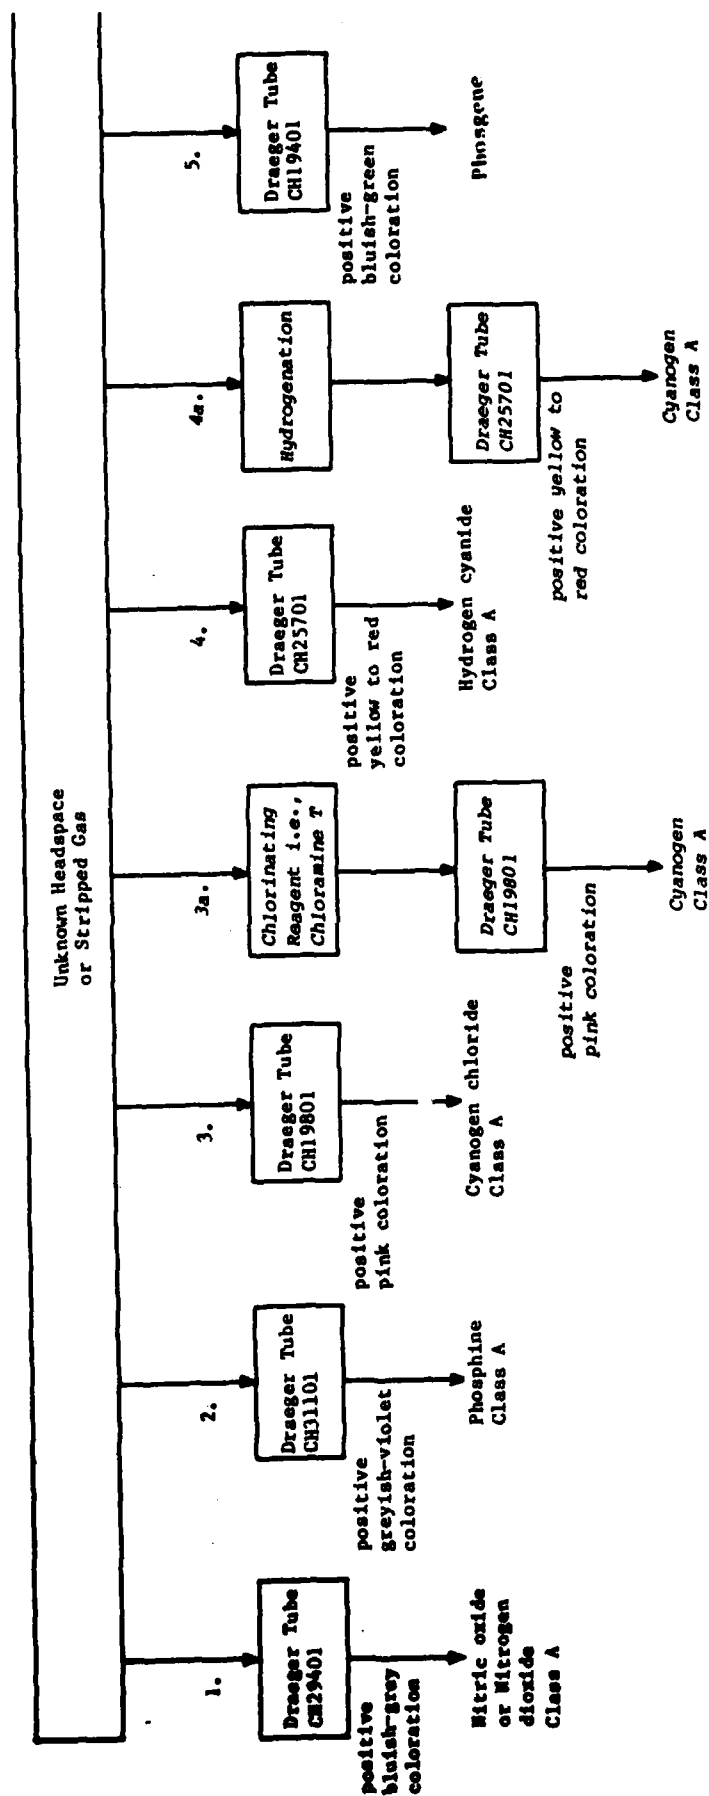 Unknown Headspace
or Stripped Gas
1.
Draeger Tube
CH29401
positive
bluish-grey
coloration
Nitric oxide
or Nitrogen
dioxide
Class A
2.
Draeger Tube
CH31101
positive
greyish-violet
coloration
Phosphine
Class A
3.
Draeger Tube
CH19801
positive
pink coloration
Cyanogen chloride
Class A
3a.
Chlorinating
Reagent i.e.,
Chloramine T
Draeger Tube
CH19801
positive
pink coloration
Cyanogen
Class A
4.
Draeger Tube
CH25701
positive
yellow to red
coloration
Hydrogen cyanide
Class A
4a.
Hydrogenation
Draeger Tube
CH25701
positive yellow to
red coloration
Cyanogen
Class A
5.
Draeger Tube
CH19401
positive
bluish-green
coloration
Phosgene